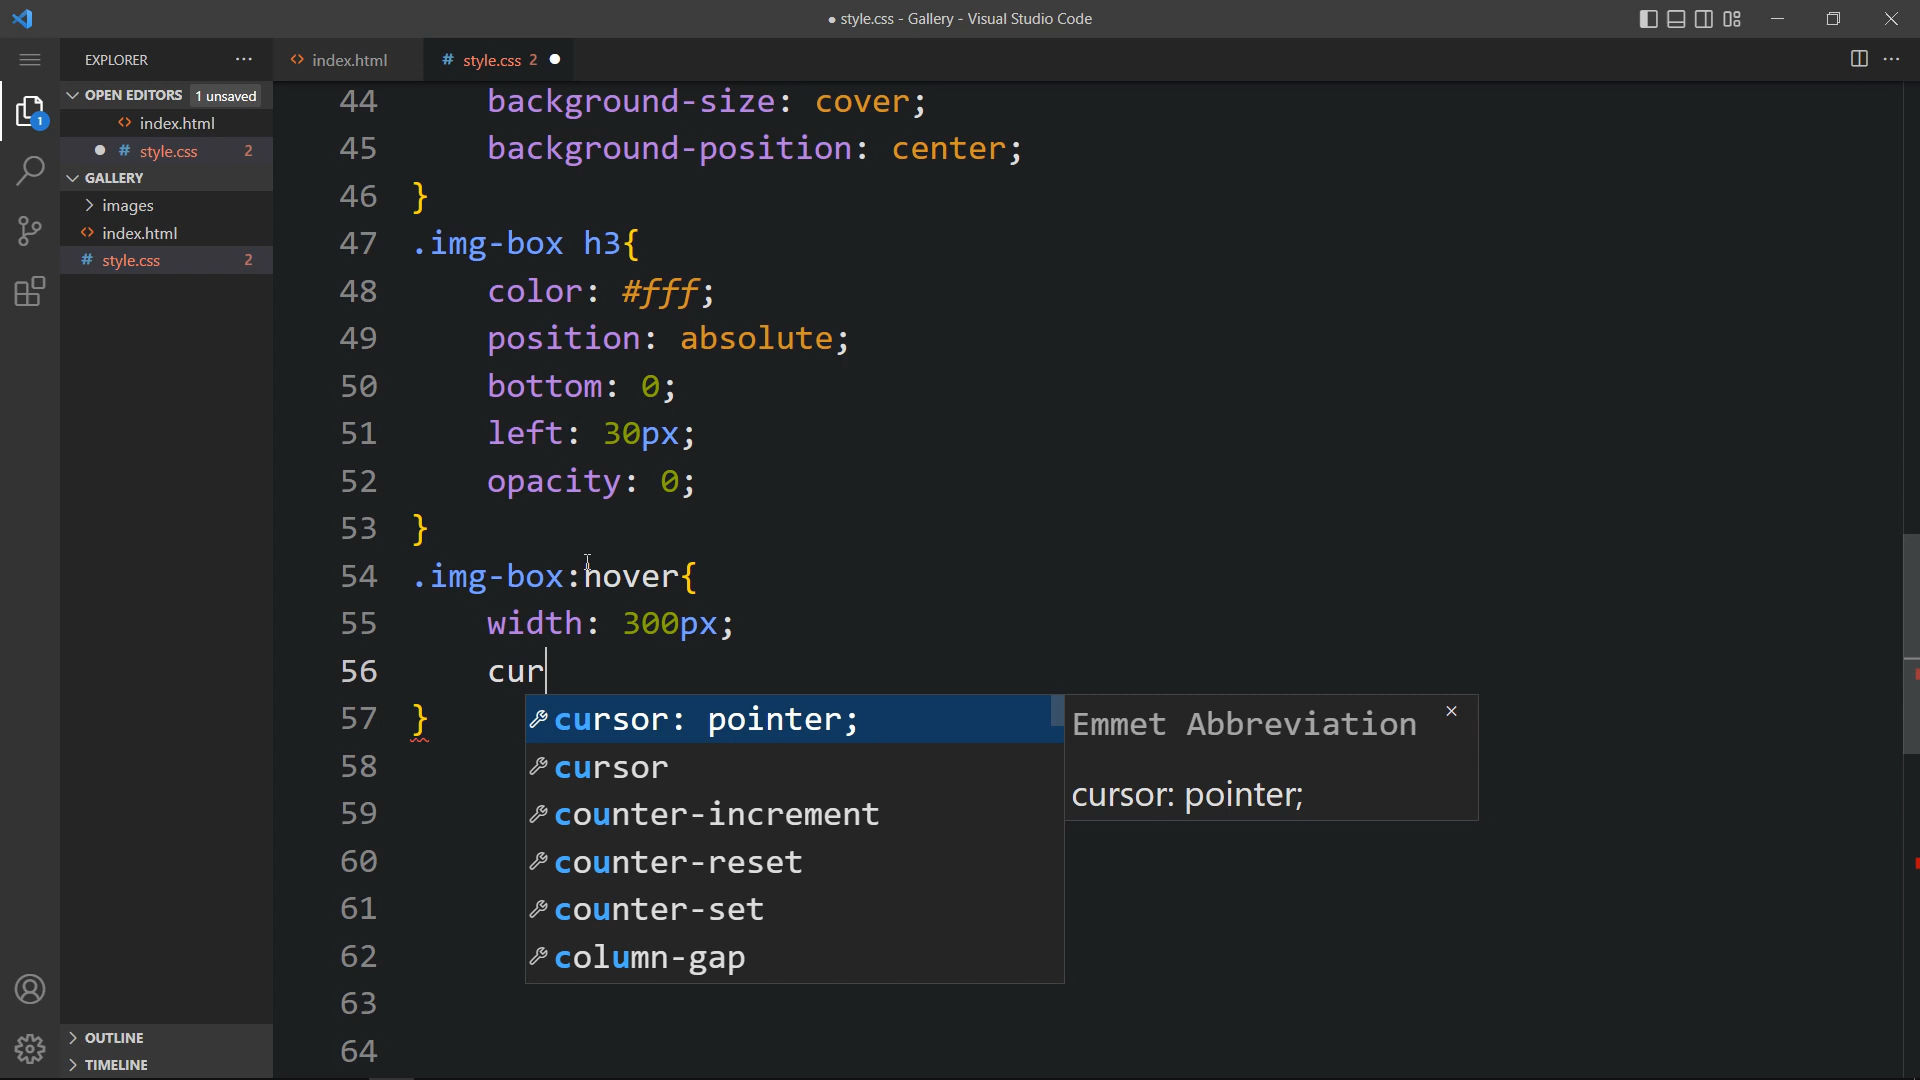 ● style.css - Gallery - Visual Studio Code
EXPLORER ···
<> index.html
# style.css 2 ●
OPEN EDITORS 1 unsaved
1
<> index.html
● # style.css 2
GALLERY
images
<> index.html
# style.css 2
OUTLINE
TIMELINE
44 background-size: cover;
45 background-position: center;
46 }
47 .img-box h3{
48 color: #fff;
49 position: absolute;
50 bottom: 0;
51 left: 30px;
52 opacity: 0;
53 }
54 .img-box:hover{
55 width: 300px;
56 cur
57 }
58
59
60
61
62
63
64
cursor: pointer;
cursor
counter-increment
counter-reset
counter-set
column-gap
Emmet Abbreviation
cursor: pointer;